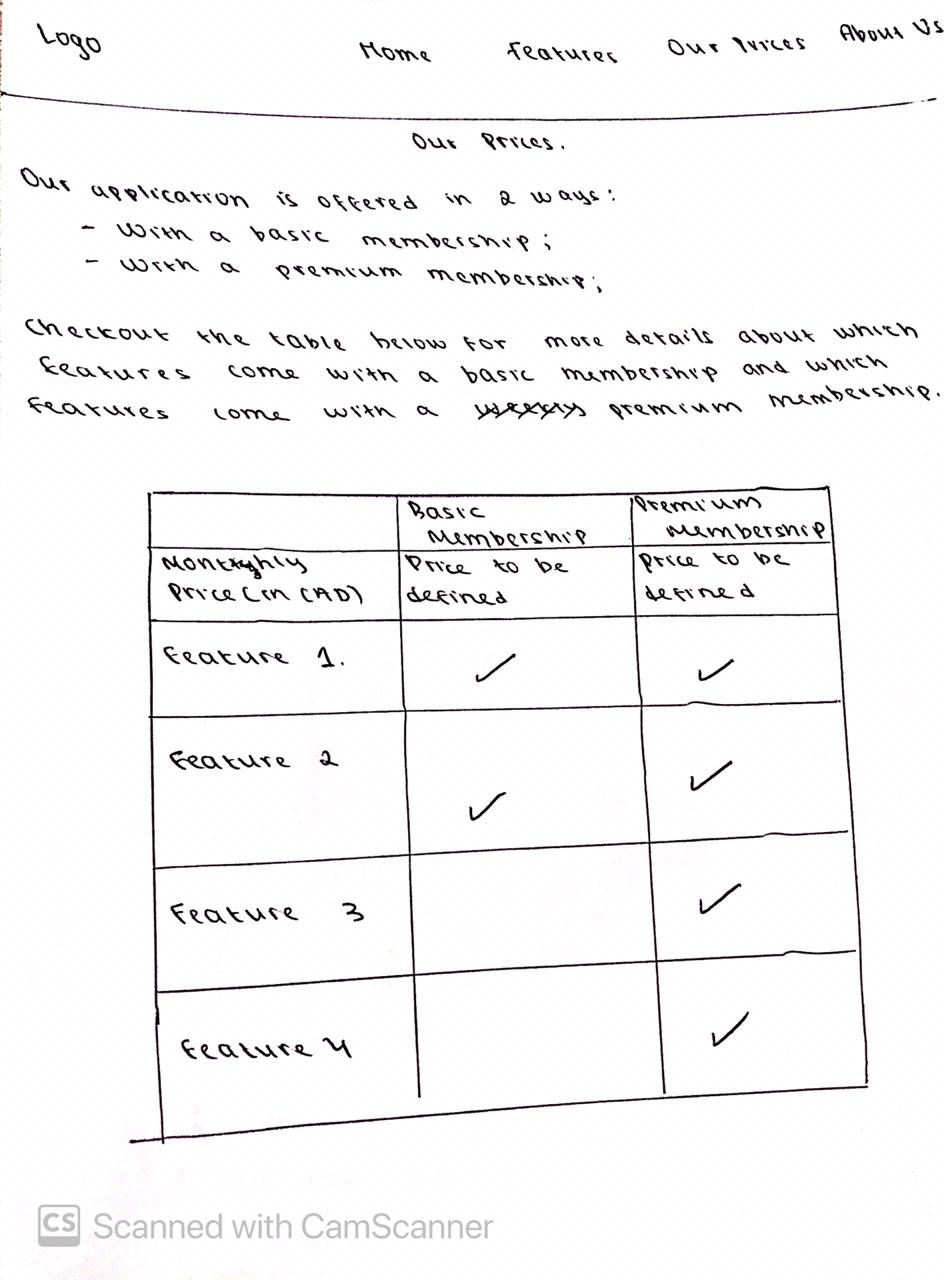 Logo Home Features Our Prices About Us
Our Prices.
Our application is offered in 2 ways:
- With a basic membership;
- With a premium membership;
Checkout the table below for more details about which
features come with a basic membership and which
features come with a premium membership.
Basic Membership Premium Membership
Monthly Price (in CAD) Price to be defined Price to be defined
Feature 1. ✓ ✓
Feature 2 ✓ ✓
Feature 3 ✓
Feature 4 ✓
CS Scanned with CamScanner